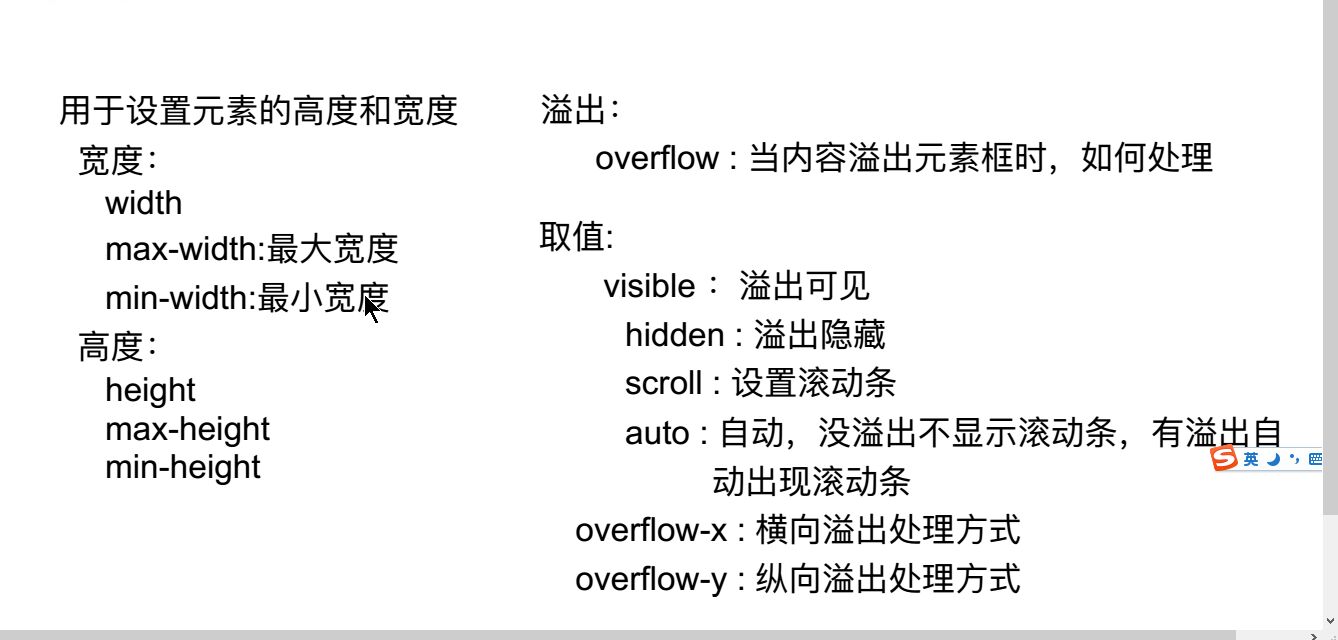 用于设置元素的高度和宽度
宽度：
width
max-width:最大宽度
min-width:最小宽度
高度：
height
max-height
min-height
溢出：
overflow : 当内容溢出元素框时，如何处理
取值:
visible ： 溢出可见
hidden : 溢出隐藏
scroll : 设置滚动条
auto : 自动，没溢出不显示滚动条，有溢出自
动出现滚动条
overflow-x : 横向溢出处理方式
overflow-y : 纵向溢出处理方式
英